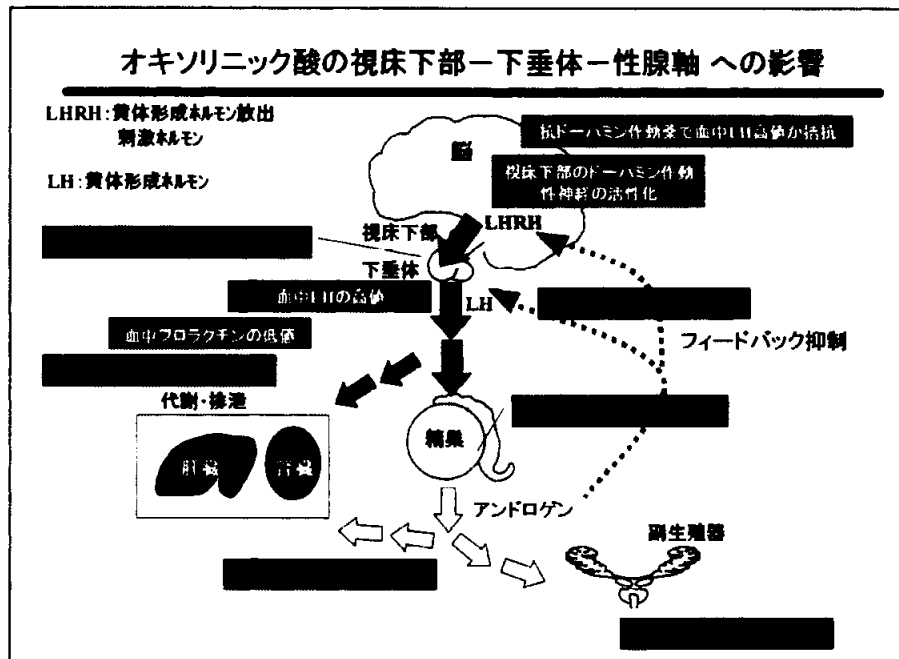 オキソリニック酸の視床下部－下垂体－性腺軸 への影響
LHRH：黄体形成ホルモン放出
刺激ホルモン
LH：黄体形成ホルモン
抗ドーパミン作動薬で血中LH高値が拮抗
脳
視床下部のドーパミン作動
性神経の活性化
LHRH
視床下部
下垂体
血中LHの高値
LH
血中プロラクチンの低値
フィードバック抑制
代謝・排泄
肝臓
腎臓
精巣
アンドロゲン
副生殖器